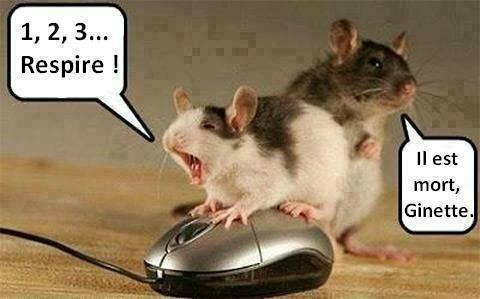 1, 2, 3...
Respire !
Il est
mort,
Ginette.